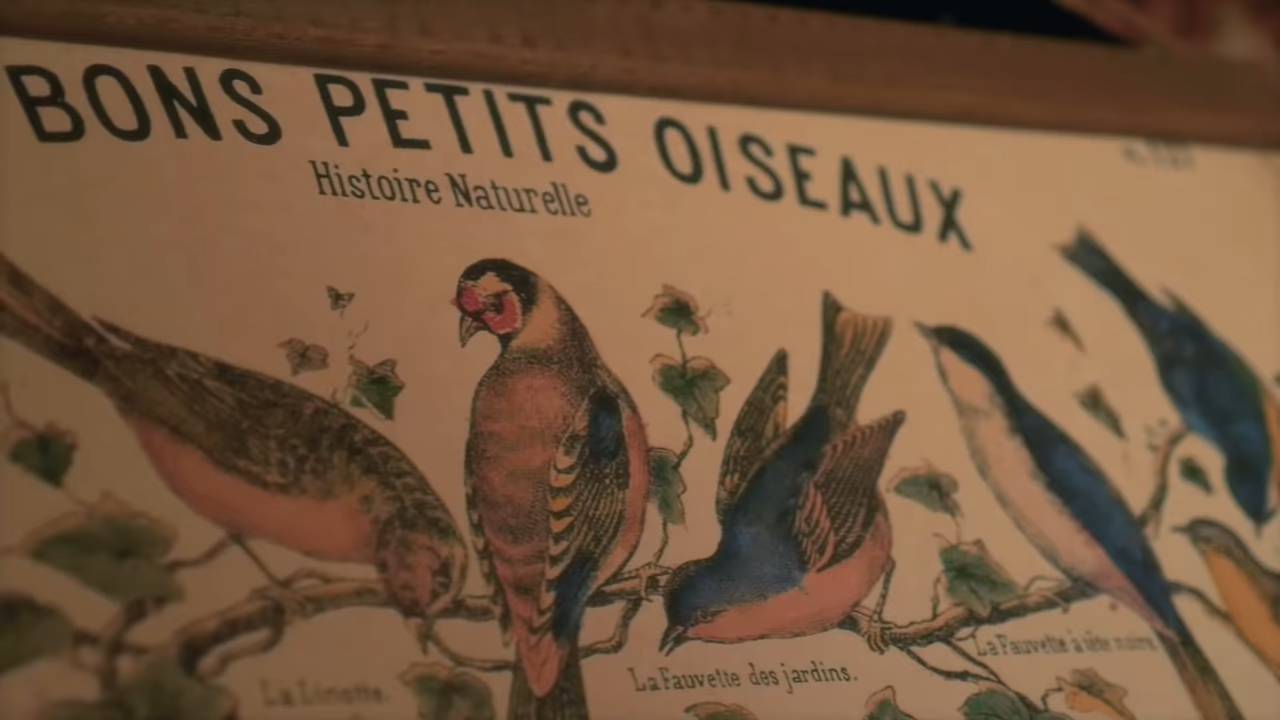 BONS PETITS OISEAUX
Histoire Naturelle
La Fauvette à tête noire
La Fauvette des jardins.
La Linotte.